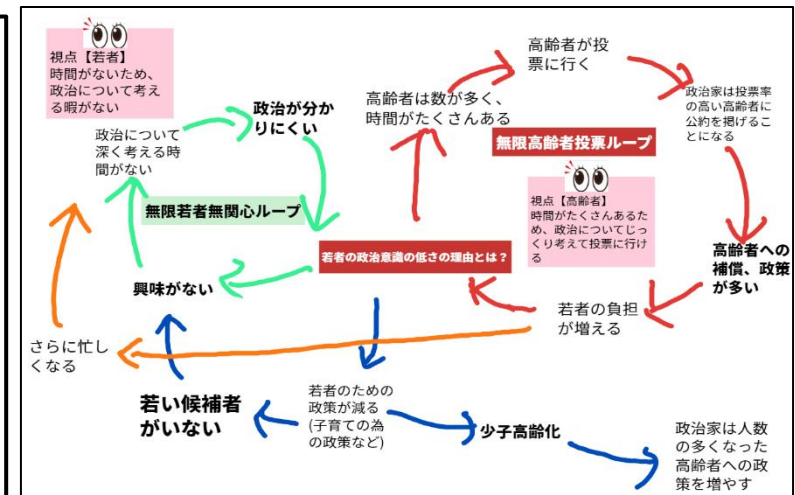 視点【若者】
時間がないため、
政治について考え
る暇がない
政治について
深く考える時
間がない
政治が分か
りにくい
無限若者無関心ループ
興味がない
さらに忙し
くなる
高齢者は数が多く、
時間がたくさんある
高齢者が投
票に行く
政治家は投票率
の高い高齢者に
公約を掲げるこ
とになる
無限高齢者投票ループ
視点【高齢者】
時間がたくさんあるた
め、政治についてじっ
くり考えて投票に行け
る
若者の政治意識の低さの理由とは？
高齢者への
補償、政策
が多い
若者の負担
が増える
若い候補者
がいない
若者のための
政策が減る
(子育ての為
の政策など)
少子高齢化
政治家は人数
の多くなった
高齢者への政
策を増やす